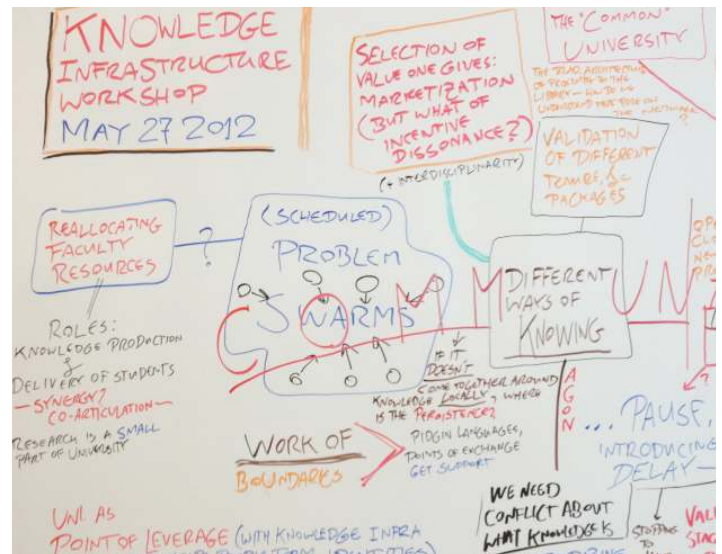 KNOWLEDGE
INFRASTRUCTURE
WORKSHOP
MAY 27 2012
SELECTION OF
VALUE ONE GIVES:
MARKETIZATION
(BUT WHAT OF
INCENTIVE
DISSONANCE?)
(+ INTERDISCIPLINARITY)
THE "COMMON"
UNIVERSITY
LIBRARY
VALIDATION
OF DIFFERENT
PACKAGES
REALLOCATING
FACULTY
RESOURCES
?
(SCHEDULED)
PROBLEM
SWARMS
COMMUN
DIFFERENT
WAYS OF
KNOWING
ROLES:
KNOWLEDGE PRODUCTION
&
DELIVERY OF STUDENTS
—SYNERGY?
CO-ARTICULATION—
RESEARCH IS A SMALL
PART OF UNIVERSITY
IF IT
DOESN'T
COME TOGETHER AROUND
KNOWLEDGE LOCALLY, WHERE
IS THE PERSISTENCE?
PIDGIN LANGUAGES,
POINTS OF EXCHANGE
GET SUPPORT
WORK OF
BOUNDARIES
AGON
... PAUSE,
INTRODUCING
DELAY—
?
WE NEED
CONFLICT ABOUT
WHAT KNOWLEDGE IS
STOPPING
TO
UNI. AS
POINT OF LEVERAGE (WITH KNOWLEDGE INFRA